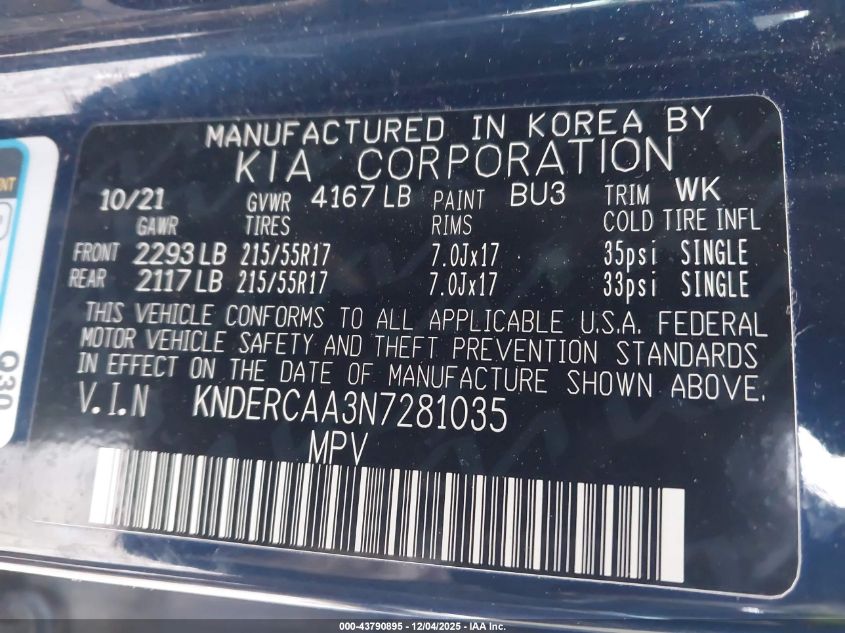 MANUFACTURED IN KOREA BY
KIA CORPORATION
10/21 GVWR 4167 LB PAINT BU3 TRIM WK
GAWR TIRES RIMS COLD TIRE INFL
FRONT 2293 LB 215/55R17 7.0Jx17 35psi SINGLE
REAR 2117 LB 215/55R17 7.0Jx17 33psi SINGLE
THIS VEHICLE CONFORMS TO ALL APPLICABLE U.S.A. FEDERAL
MOTOR VEHICLE SAFETY AND THEFT PREVENTION STANDARDS
IN EFFECT ON THE DATE OF MANUFACTURE SHOWN ABOVE.
V.I.N KNDERCAA3N7281035
MPV
Q30
000-43790895 - 12/04/2025 - IAA Inc.